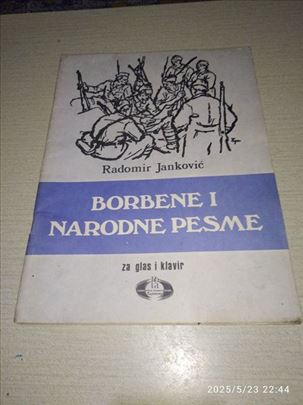 Radomir Janković
BORBENE I
NARODNE PESME
za glas i klavir
2025/5/23 22:44